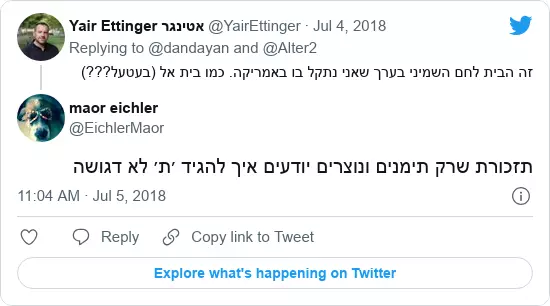 Yair Ettinger אטינגר @YairEttinger · Jul 4, 2018
Replying to @dandayan and @Alter2
זה הבית לחם השמיני בערך שאני נתקל בו באמריקה. כמו בית אל (בעטעל???)
maor eichler
@EichlerMaor
תזכורת שרק תימנים ונוצרים יודעים איך להגיד ׳ת׳ לא דגושה
11:04 AM · Jul 5, 2018
Reply
Copy link to Tweet
Explore what's happening on Twitter